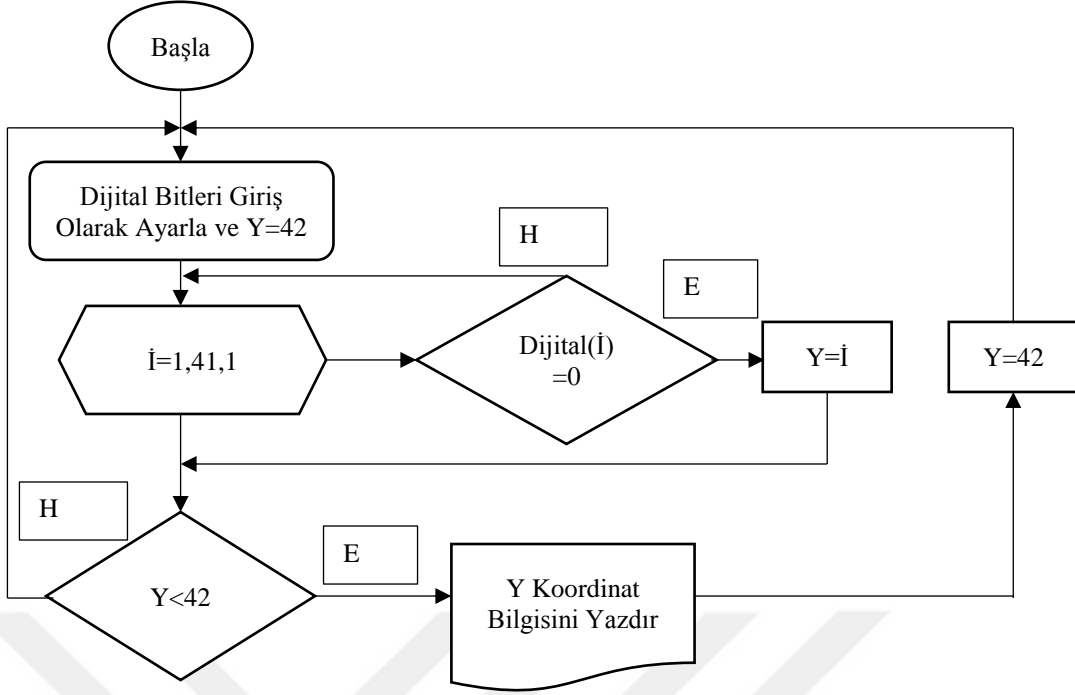 Başla
Dijital Bitleri Giriş
Olarak Ayarla ve Y=42
H
E
İ=1,41,1
Dijital(İ)
=0
Y=İ
Y=42
H
E
Y<42
Y Koordinat
Bilgisini Yazdır